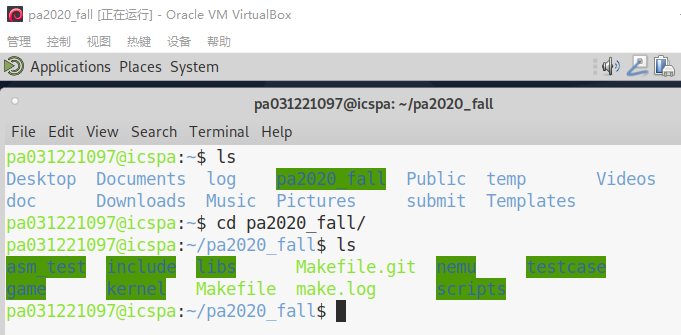 pa2020_fall [正在运行] - Oracle VM VirtualBox
管理 控制 视图 热键 设备 帮助
Applications Places System
pa031221097@icspa: ~/pa2020_fall
File Edit View Search Terminal Help
pa031221097@icspa:~$ ls
Desktop Documents log pa2020_fall Public temp Videos
doc Downloads Music Pictures submit Templates
pa031221097@icspa:~$ cd pa2020_fall/
pa031221097@icspa:~/pa2020_fall$ ls
asm_test include libs Makefile.git nemu testcase
game kernel Makefile make.log scripts
pa031221097@icspa:~/pa2020_fall$